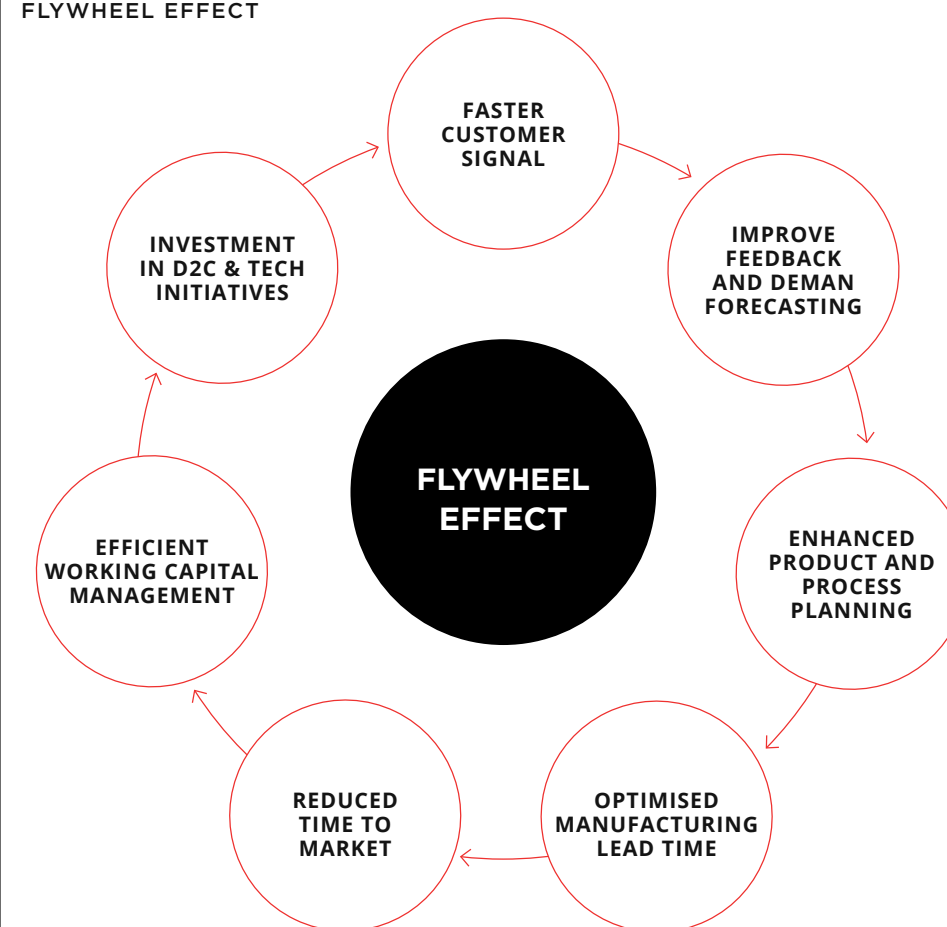 FLYWHEEL EFFECT
FASTER
CUSTOMER
SIGNAL
IMPROVE
FEEDBACK
AND DEMAN
FORECASTING
ENHANCED
PRODUCT AND
PROCESS
PLANNING
OPTIMISED
MANUFACTURING
LEAD TIME
REDUCED
TIME TO
MARKET
EFFICIENT
WORKING CAPITAL
MANAGEMENT
INVESTMENT
IN D2C & TECH
INITIATIVES
FLYWHEEL
EFFECT